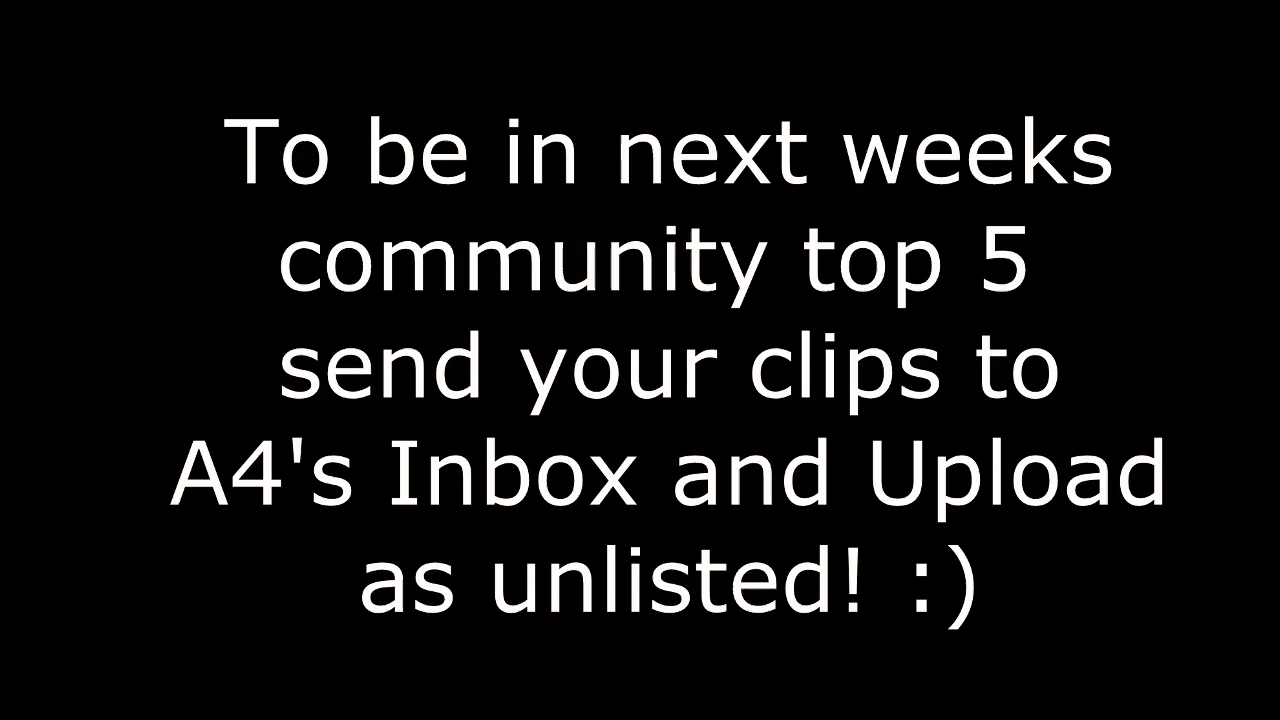 To be in next weeks
community top 5
send your clips to
A4's Inbox and Upload
as unlisted! :)